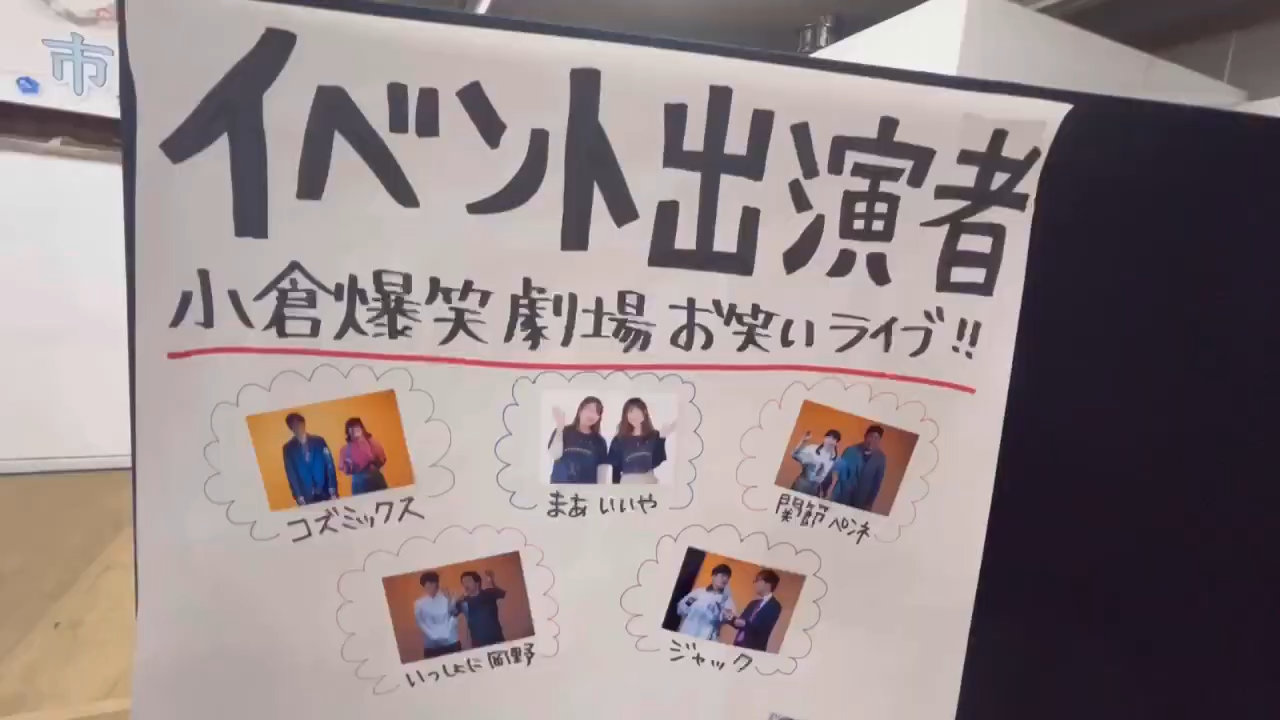 市
イベント出演者
小倉爆笑劇場 お笑いライブ!!
コズミックス
まあいいや
関節ペンネ
いっしょに岡野
ジャック